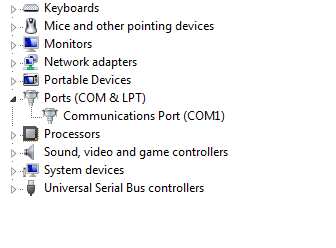 Keyboards
Mice and other pointing devices
Monitors
Network adapters
Portable Devices
Ports (COM & LPT)
Communications Port (COM1)
Processors
Sound, video and game controllers
System devices
Universal Serial Bus controllers